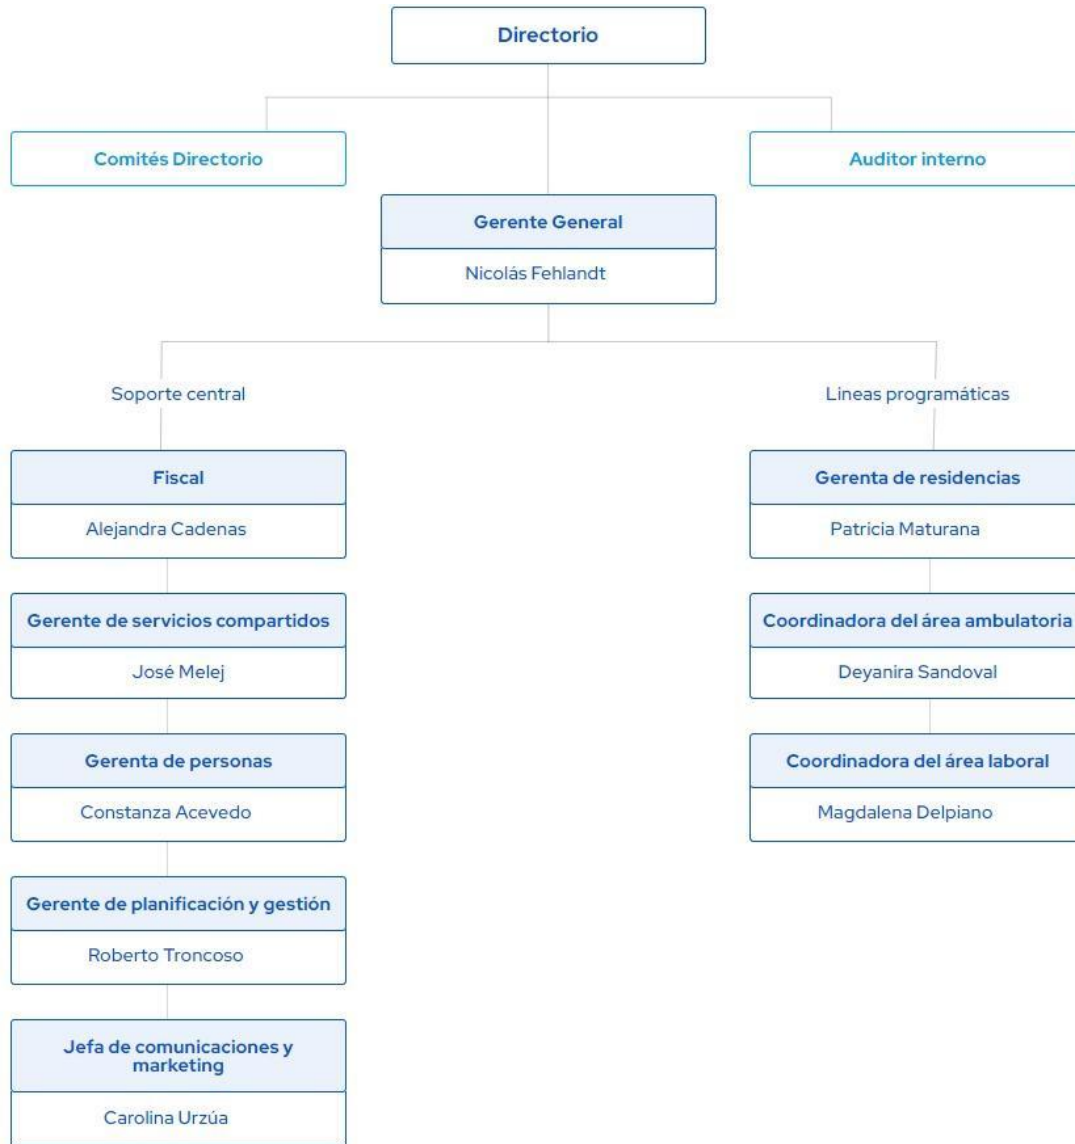 Directorio
Comités Directorio
Auditor interno
Gerente General
Nicolás Fehlandt
Soporte central
Lineas programáticas
Fiscal
Alejandra Cadenas
Gerenta de residencias
Patricia Maturana
Gerente de servicios compartidos
José Melej
Coordinadora del área ambulatoria
Deyanira Sandoval
Gerenta de personas
Constanza Acevedo
Coordinadora del área laboral
Magdalena Delpiano
Gerente de planificación y gestión
Roberto Troncoso
Jefa de comunicaciones y
marketing
Carolina Urzúa